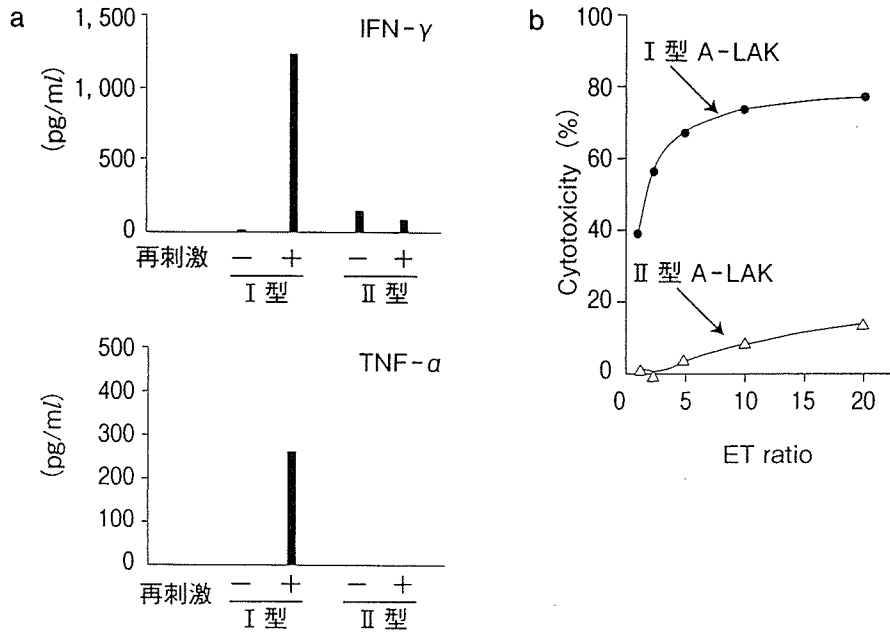 a
IFN-γ
(pg/ml)
1,500
1,000
500
0
再刺激 − + − +
I 型 II 型
TNF-α
(pg/ml)
500
400
300
200
100
0
再刺激 − + − +
I 型 II 型
b
Cytotoxicity (%)
100
80
60
40
20
0
I 型 A-LAK
II 型 A-LAK
0 5 10 15 20
ET ratio